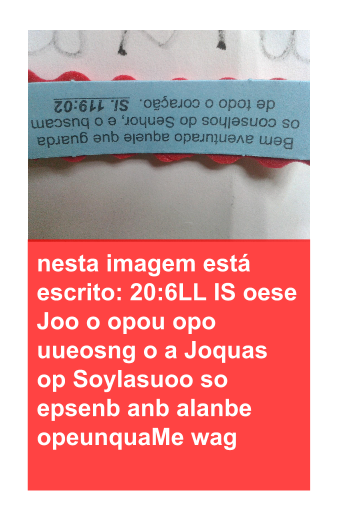 Bem aventurado aquele que guarda
os conselhos do Senhor, e o buscam
de todo o coração. Sl. 119:02
nesta imagem está
escrito: 20:6LL IS oese
Joo o opou opo
uueosng o a Joquas
op Soylasuoo so
epsenb anb alanbe
opeunquaMe wag